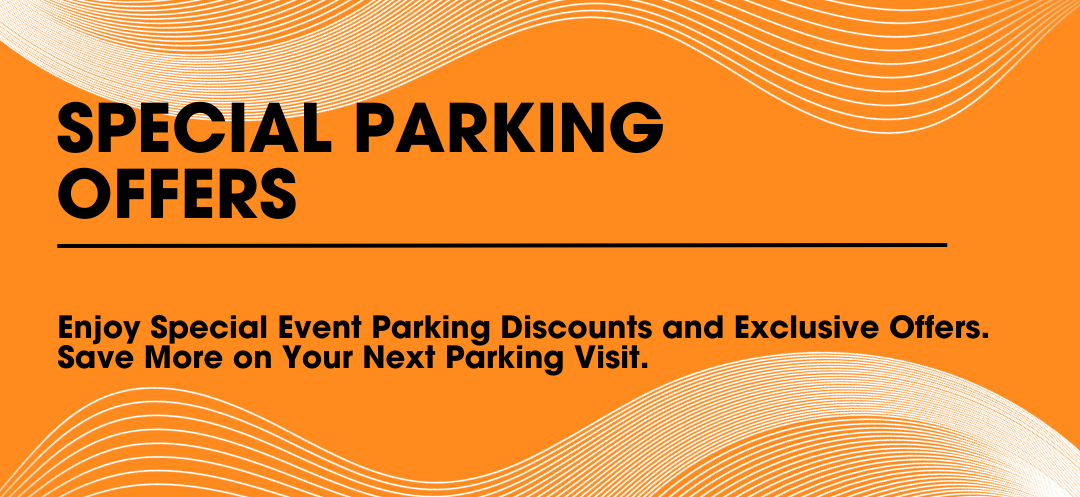 SPECIAL PARKING
OFFERS
Enjoy Special Event Parking Discounts and Exclusive Offers.
Save More on Your Next Parking Visit.